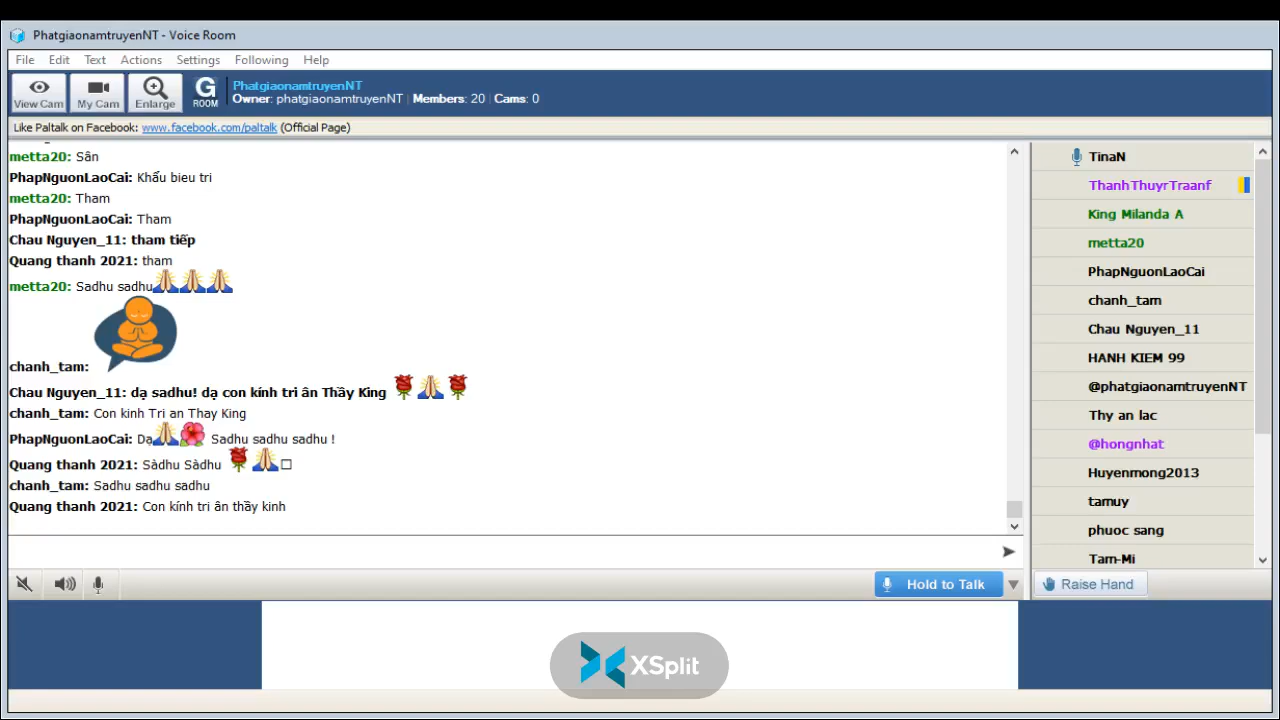 PhatgiaonamtruyenNT - Voice Room
File Edit Text Actions Settings Following Help
View Cam My Cam Enlarge G ROOM
PhatgiaonamtruyenNT
Owner: phatgiaonamtruyenNT | Members: 20 | Cams: 0
Like Paltalk on Facebook: www.facebook.com/paltalk (Official Page)
metta20: Sân
PhapNguonLaoCai: Khẩu bieu tri
metta20: Tham
PhapNguonLaoCai: Tham
Chau Nguyen_11: tham tiếp
Quang thanh 2021: tham
metta20: Sadhu sadhu🙏🙏🙏
chanh_tam:
Chau Nguyen_11: dạ sadhu! dạ con kính tri ân Thầy King 🌹🙏🌹
chanh_tam: Con kinh Tri an Thay King
PhapNguonLaoCai: Dạ🙏🌺 Sadhu sadhu sadhu !
Quang thanh 2021: Sàdhu Sàdhu 🌹🙏□
chanh_tam: Sadhu sadhu sadhu
Quang thanh 2021: Con kính tri ân thầy kinh
TinaN
ThanhThuyrTraanf
King Milanda A
metta20
PhapNguonLaoCai
chanh_tam
Chau Nguyen_11
HANH KIEM 99
@phatgiaonamtruyenNT
Thy an lac
@hongnhat
Huyenmong2013
tamuy
phuoc sang
Tam-Mi
Hold to Talk
Raise Hand
XSplit